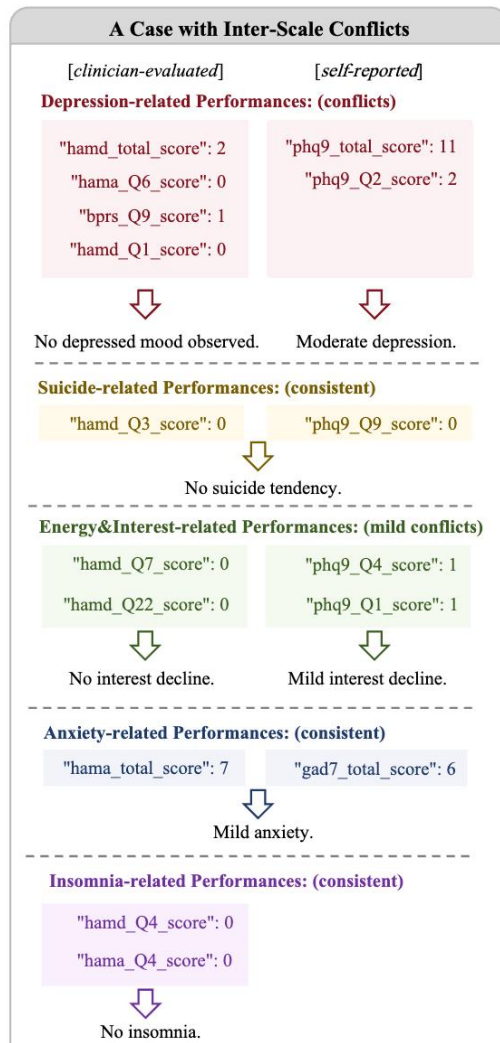 A Case with Inter-Scale Conflicts
[clinician-evaluated] [self-reported]
Depression-related Performances: (conflicts)
"hamd_total_score": 2 "phq9_total_score": 11
"hama_Q6_score": 0 "phq9_Q2_score": 2
"bprs_Q9_score": 1
"hamd_Q1_score": 0
No depressed mood observed. Moderate depression.
Suicide-related Performances: (consistent)
"hamd_Q3_score": 0 "phq9_Q9_score": 0
No suicide tendency.
Energy&Interest-related Performances: (mild conflicts)
"hamd_Q7_score": 0 "phq9_Q4_score": 1
"hamd_Q22_score": 0 "phq9_Q1_score": 1
No interest decline. Mild interest decline.
Anxiety-related Performances: (consistent)
"hama_total_score": 7 "gad7_total_score": 6
Mild anxiety.
Insomnia-related Performances: (consistent)
"hamd_Q4_score": 0
"hama_Q4_score": 0
No insomnia.